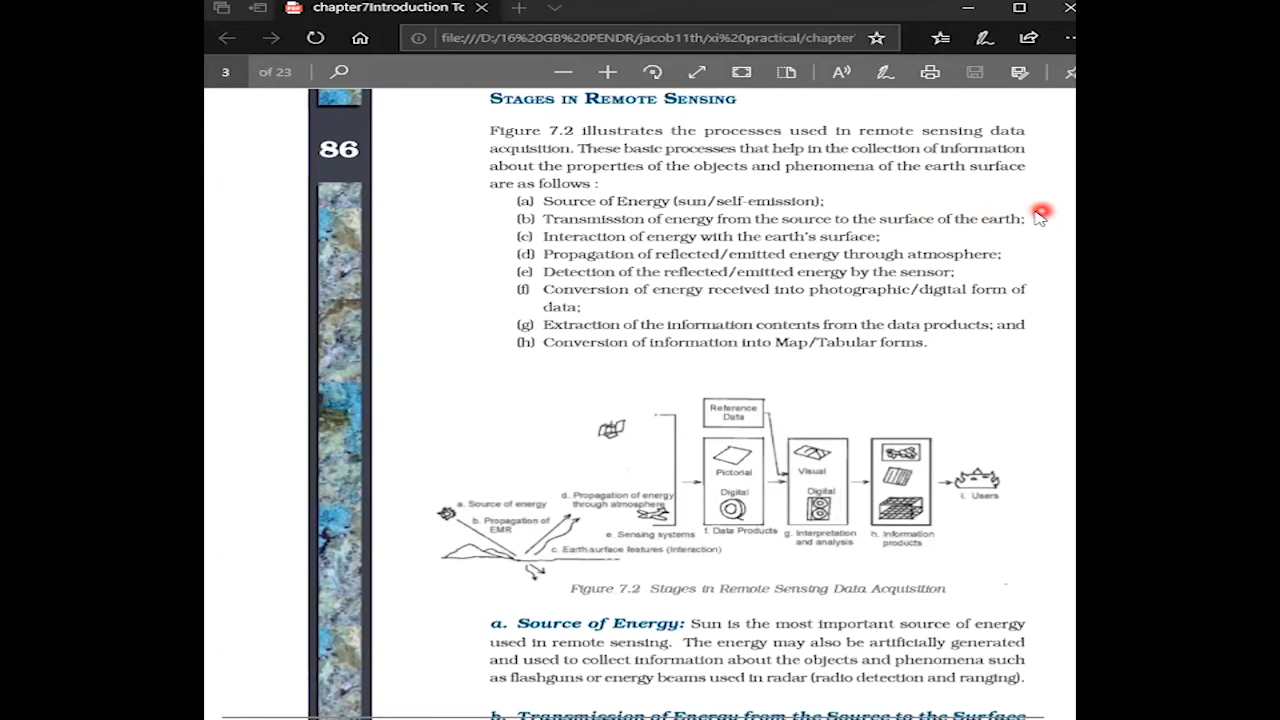 chapter7Introduction Tc
file:///D:/16%20GB%20PENDR/jacob11th/xi%20practical/chapter
3 of 23
STAGES IN REMOTE SENSING
86
Figure 7.2 illustrates the processes used in remote sensing data
acquisition. These basic processes that help in the collection of information
about the properties of the objects and phenomena of the earth surface
are as follows :
(a) Source of Energy (sun/self-emission);
(b) Transmission of energy from the source to the surface of the earth;
(c) Interaction of energy with the earth's surface;
(d) Propagation of reflected/emitted energy through atmosphere;
(e) Detection of the reflected/emitted energy by the sensor;
(f) Conversion of energy received into photographic/digital form of
data;
(g) Extraction of the information contents from the data products; and
(h) Conversion of information into Map/Tabular forms.
Reference
Data
Pictorial
Digital
Visual
Digital
a. Source of energy
b. Propagation of
EMR
d. Propagation of energy
through atmosphere
c. Earth surface features (Interaction)
e. Sensing systems
f. Data Products
g. Interpretation
and analysis
h. Information
products
i. Users
Figure 7.2 Stages in Remote Sensing Data Acquisition
a. Source of Energy: Sun is the most important source of energy
used in remote sensing. The energy may also be artificially generated
and used to collect information about the objects and phenomena such
as flashguns or energy beams used in radar (radio detection and ranging).
b. Transmission of Energy from the Source to the Surface